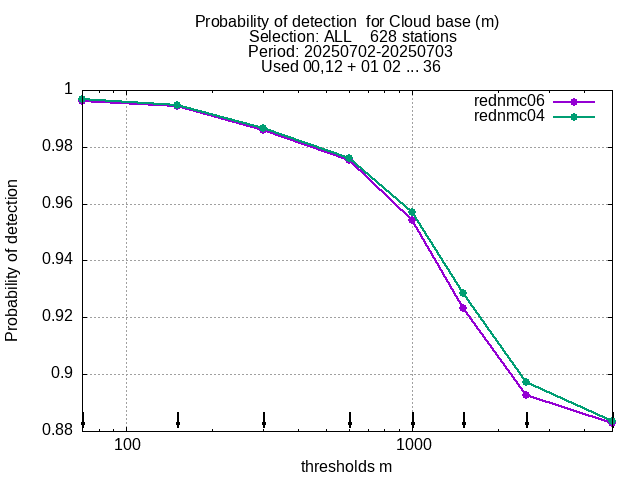 Probability of detection  for Cloud base (m)
Selection: ALL    628 stations
Period: 20250702-20250703
Used 00,12 + 01 02 ... 36
rednmc06
rednmc04
1
0.98
0.96
0.94
0.92
0.9
0.88
Probability of detection
100
1000
thresholds m